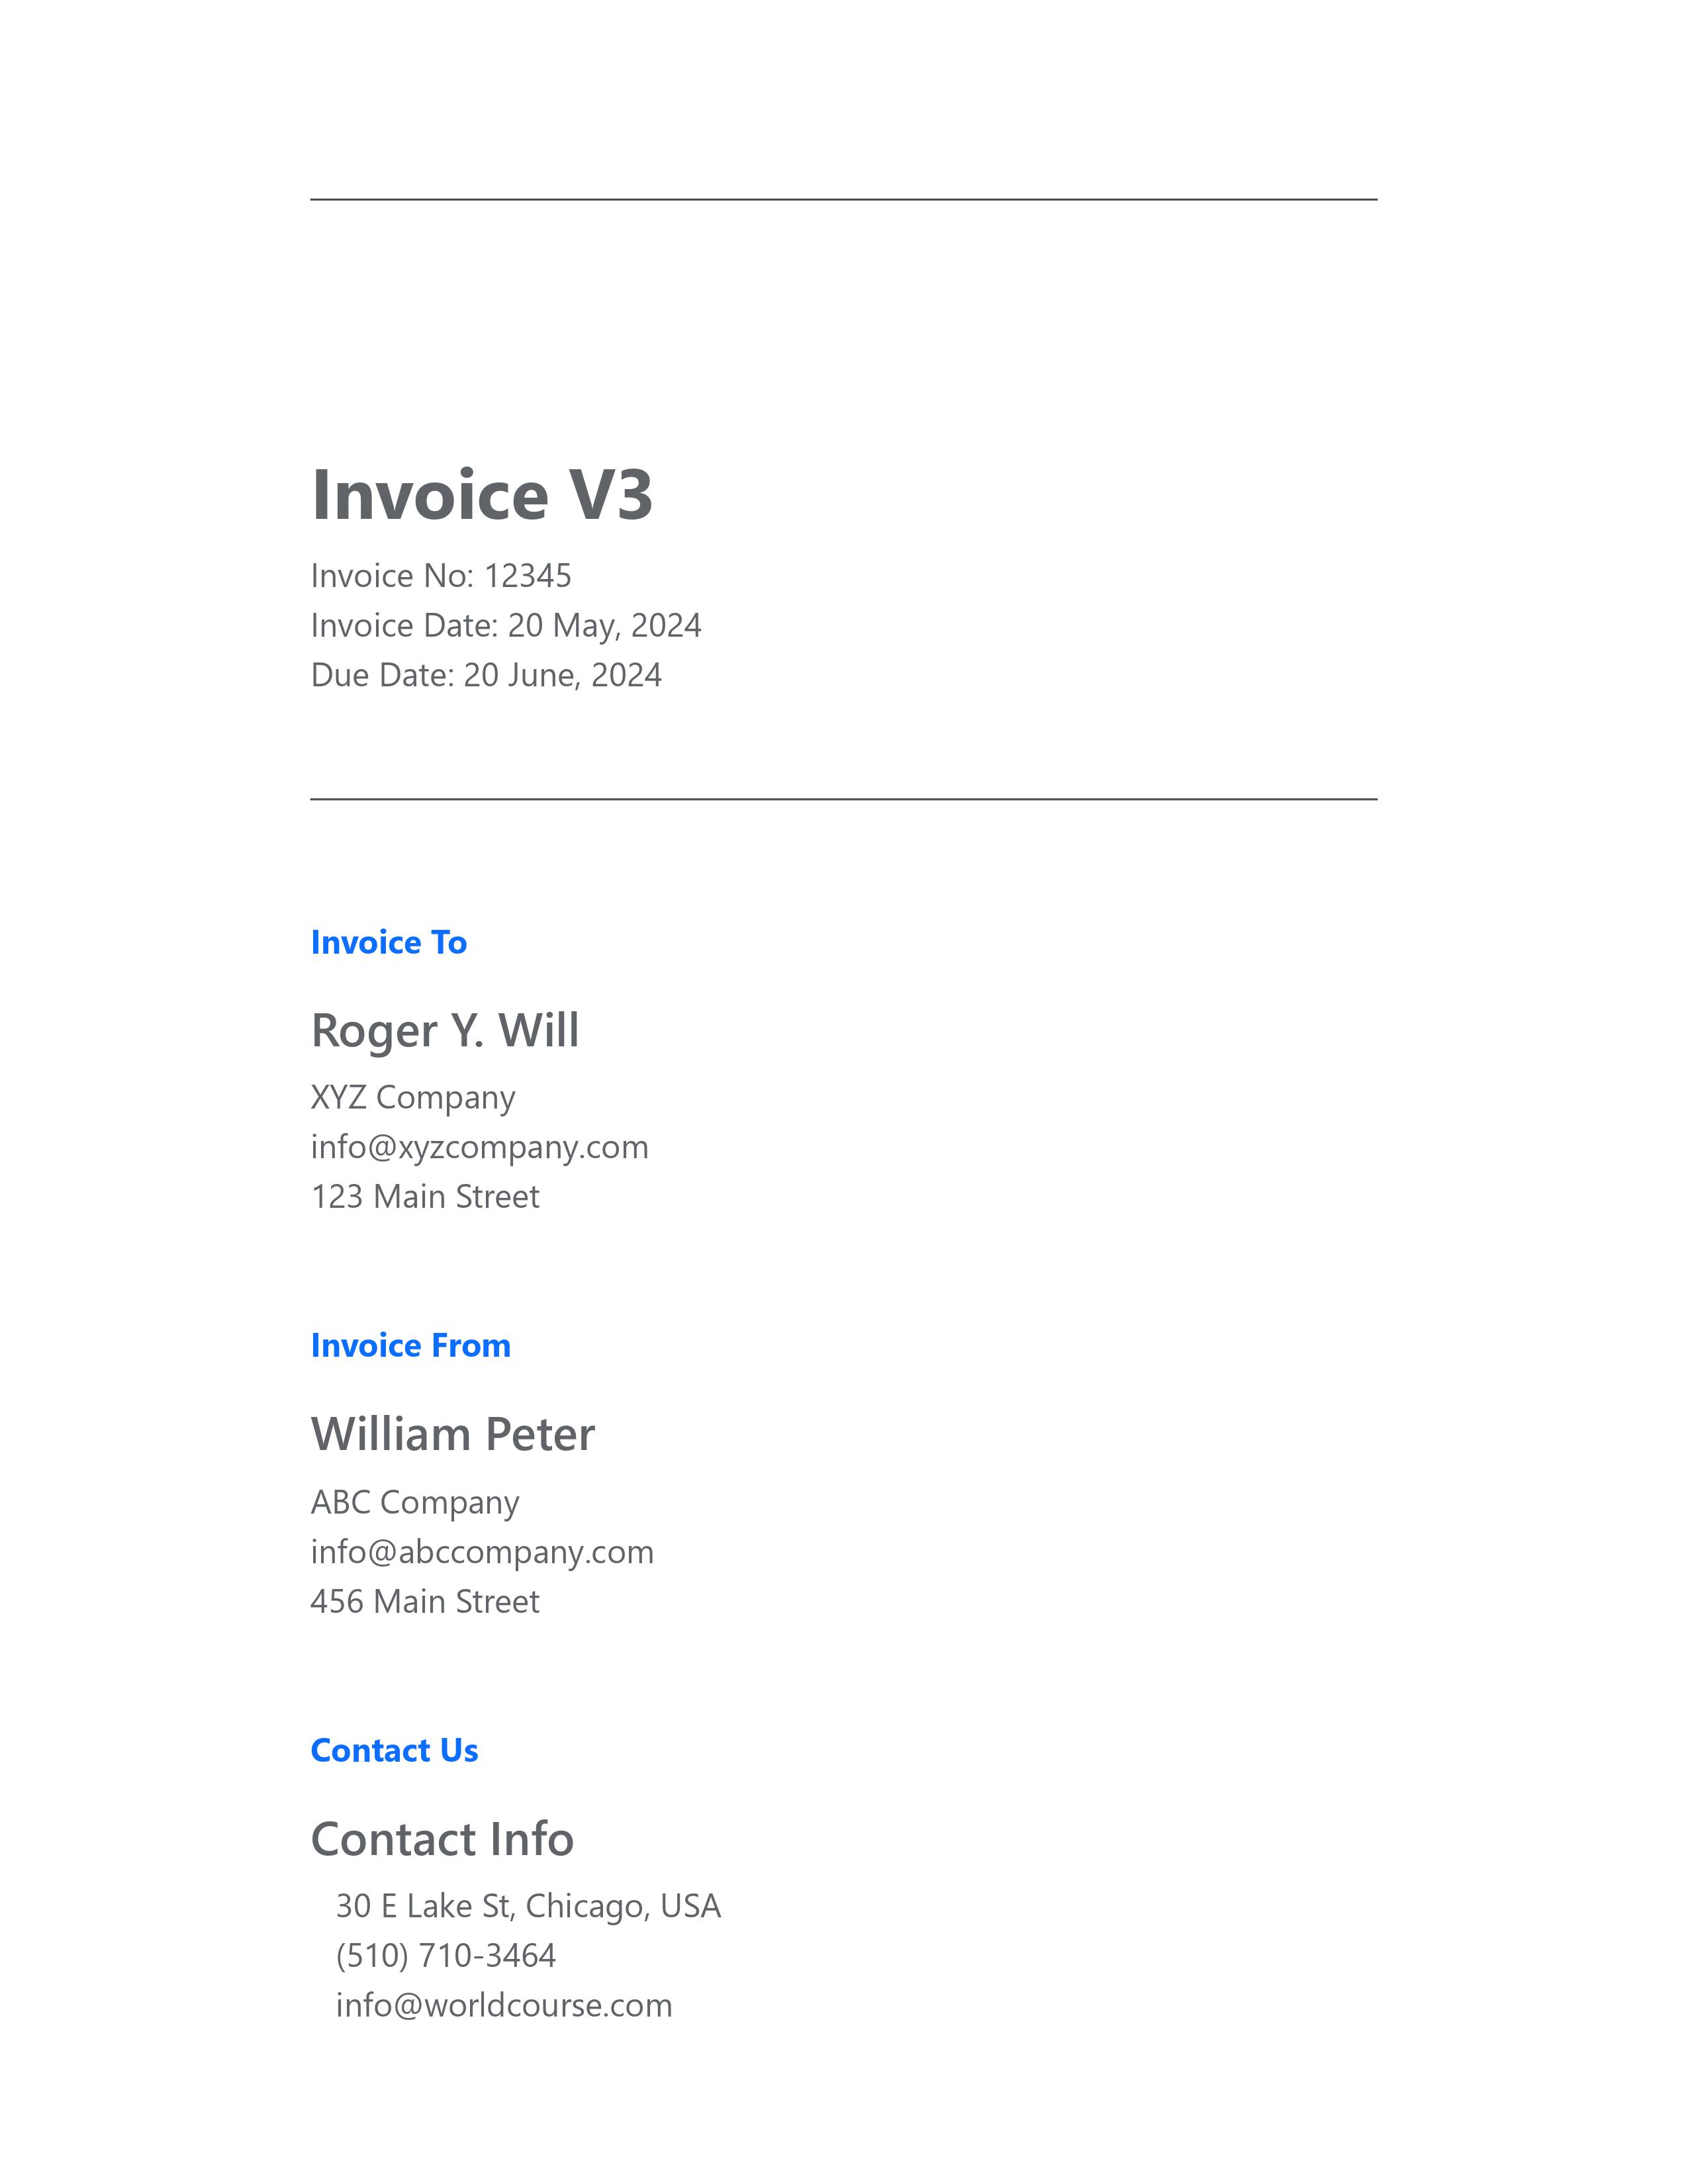 Invoice V3
Invoice No: 12345
Invoice Date: 20 May, 2024
Due Date: 20 June, 2024
Invoice To
Roger Y. Will
XYZ Company
info@xyzcompany.com
123 Main Street
Invoice From
William Peter
ABC Company
info@abccompany.com
456 Main Street
Contact Us
Contact Info
30 E Lake St, Chicago, USA
(510) 710-3464
info@worldcourse.com